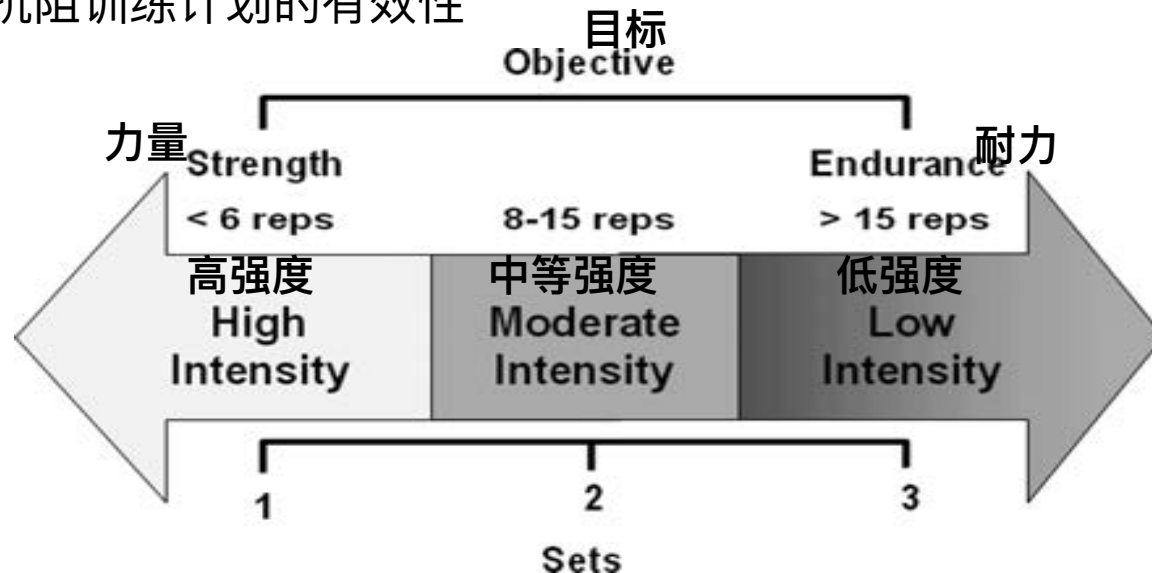 抗阻训练计划的有效性
目标
Objective
力量
Strength
Endurance
耐力
< 6 reps
8-15 reps
> 15 reps
高强度
中等强度
低强度
High
Intensity
Moderate
Intensity
Low
Intensity
1
2
3
Sets